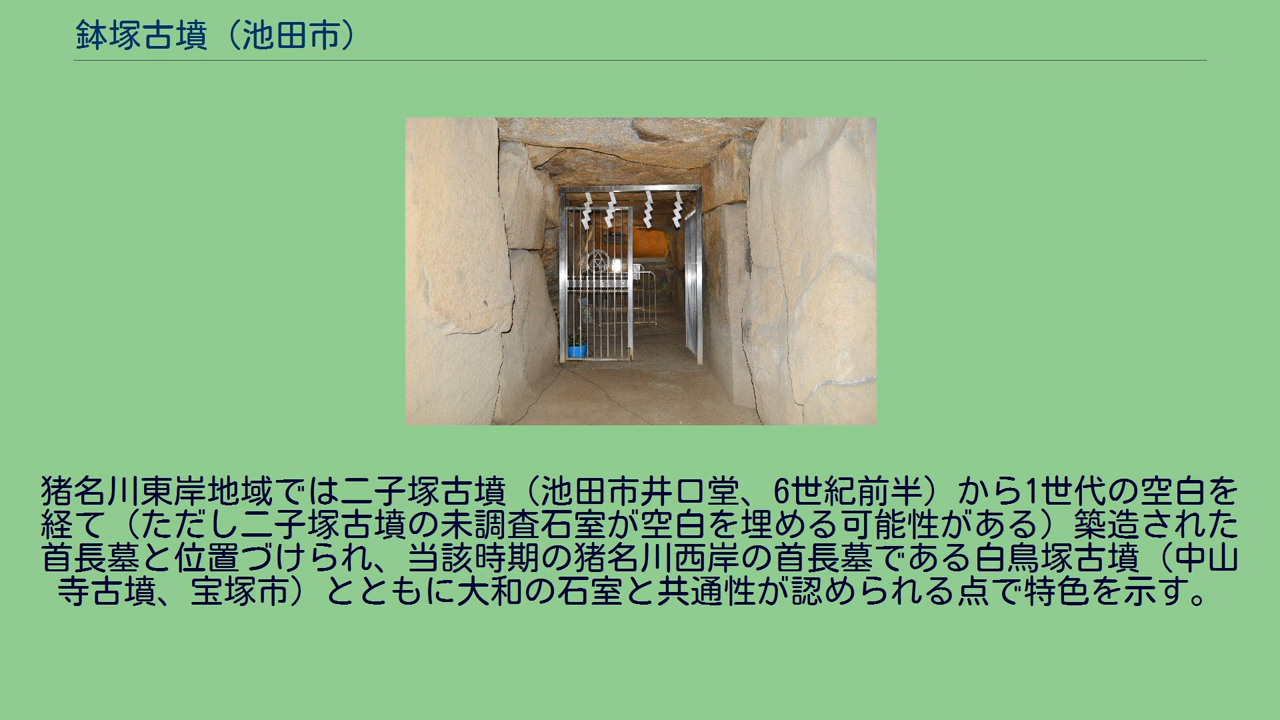 鉢塚古墳（池田市）
猪名川東岸地域では二子塚古墳（池田市井口堂、6世紀前半）から1世代の空白を
経て（ただし二子塚古墳の未調査石室が空白を埋める可能性がある）築造された
首長墓と位置づけられ、当該時期の猪名川西岸の首長墓である白鳥塚古墳（中山
寺古墳、宝塚市）とともに大和の石室と共通性が認められる点で特色を示す。